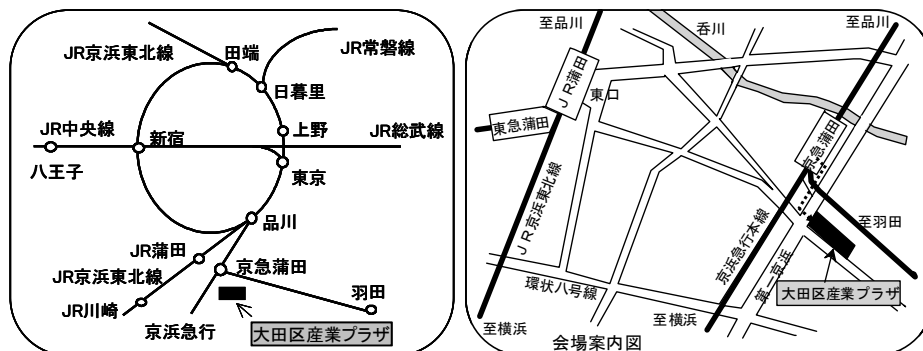 JR京浜東北線
田端
JR常磐線
日暮里
JR中央線
新宿
上野
JR総武線
八王子
東京
品川
JR蒲田
京急蒲田
JR京浜東北線
羽田
JR川崎
京浜急行
大田区産業プラザ
至品川
呑川
至品川
JR蒲田
東口
東急蒲田
京急蒲田
JR京浜東北線
京浜急行本線
至羽田
第一京浜
環状八号線
大田区産業プラザ
至横浜
至横浜
会場案内図